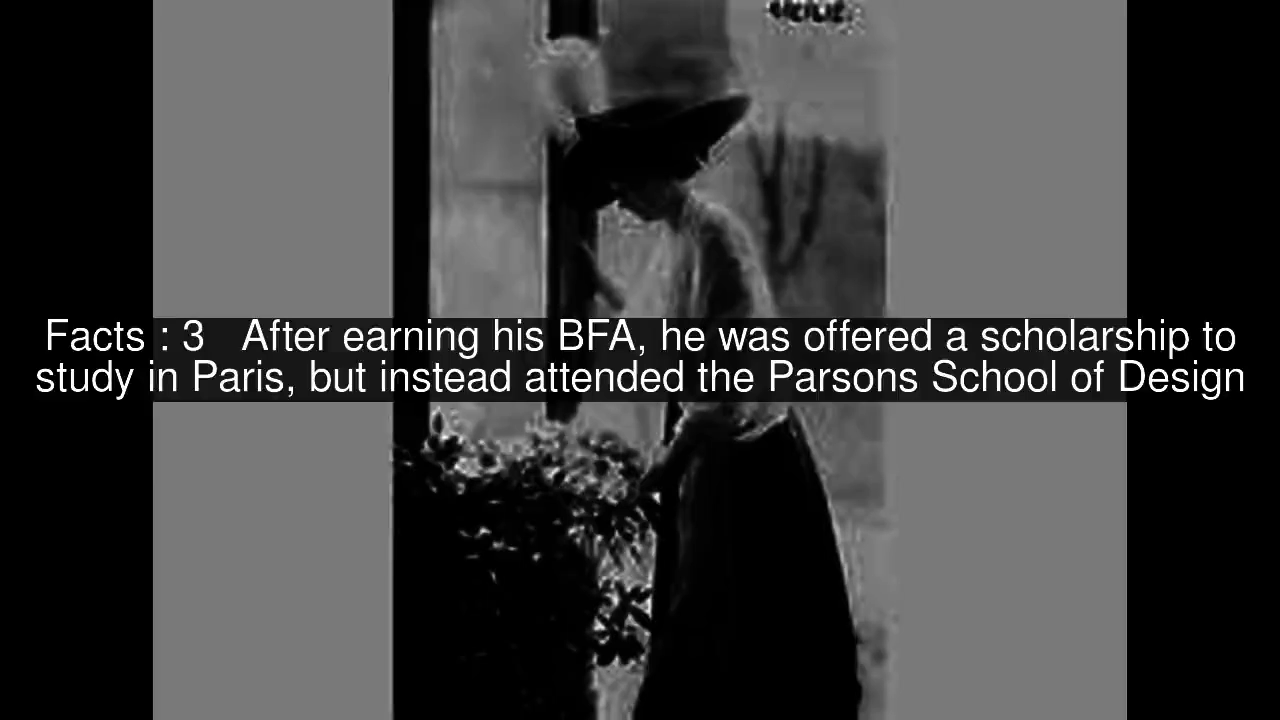 Facts : 3 After earning his BFA, he was offered a scholarship to
study in Paris, but instead attended the Parsons School of Design